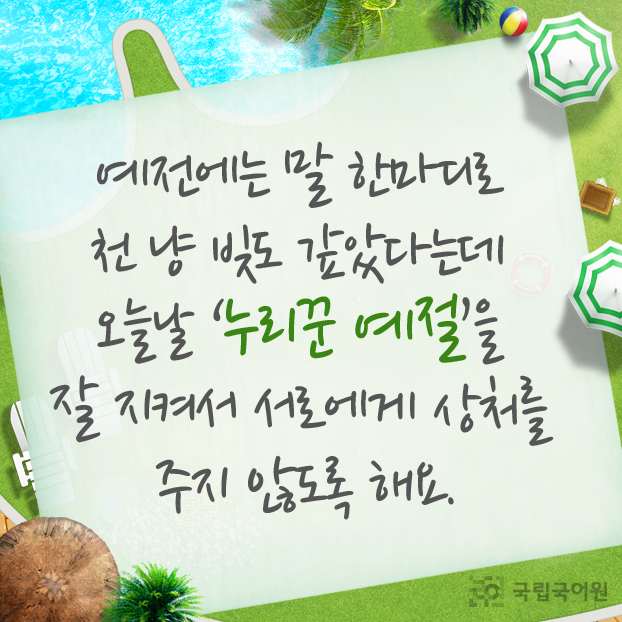 예전에는 말 한마디로
천 냥 빚도 갚았다는데
오늘날 ‘누리꾼 예절’을
잘 지켜서 서로에게 상처를
주지 않도록 해요.
국립국어원